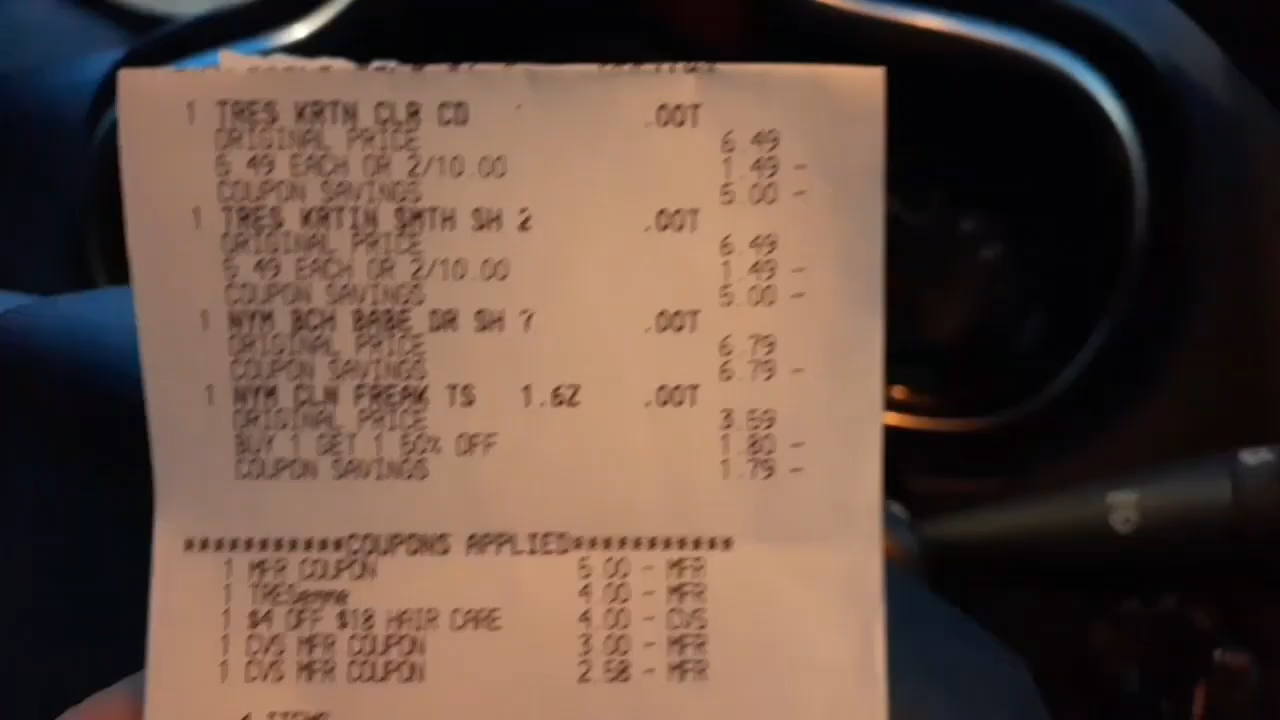 1 TRES KRTN CLR CD .00T
ORIGINAL PRICE 6.49
6.49 EACH OR 2/10.00 1.49 -
COUPON SAVINGS 5.00 -
1 TRES KRTIN SMTH SH 2 .00T
ORIGINAL PRICE 6.49
6.49 EACH OR 2/10.00 1.49 -
COUPON SAVINGS 5.00 -
1 NYM BCH BABE DR SH 7 .00T
ORIGINAL PRICE 6.79
COUPON SAVINGS 6.79 -
1 NYM CLN FREAK TS 1.6Z .00T
ORIGINAL PRICE 3.59
BUY 1 GET 1 50% OFF 1.80 -
COUPON SAVINGS 1.79 -
***********COUPONS APPLIED***********
1 MFR COUPON 5.00 - MFR
1 TRESemme 4.00 - MFR
1 $4 OFF $18 HAIR CARE 4.00 - CVS
1 CVS MFR COUPON 3.00 - MFR
1 CVS MFR COUPON 2.58 - MFR
4 ITEMS